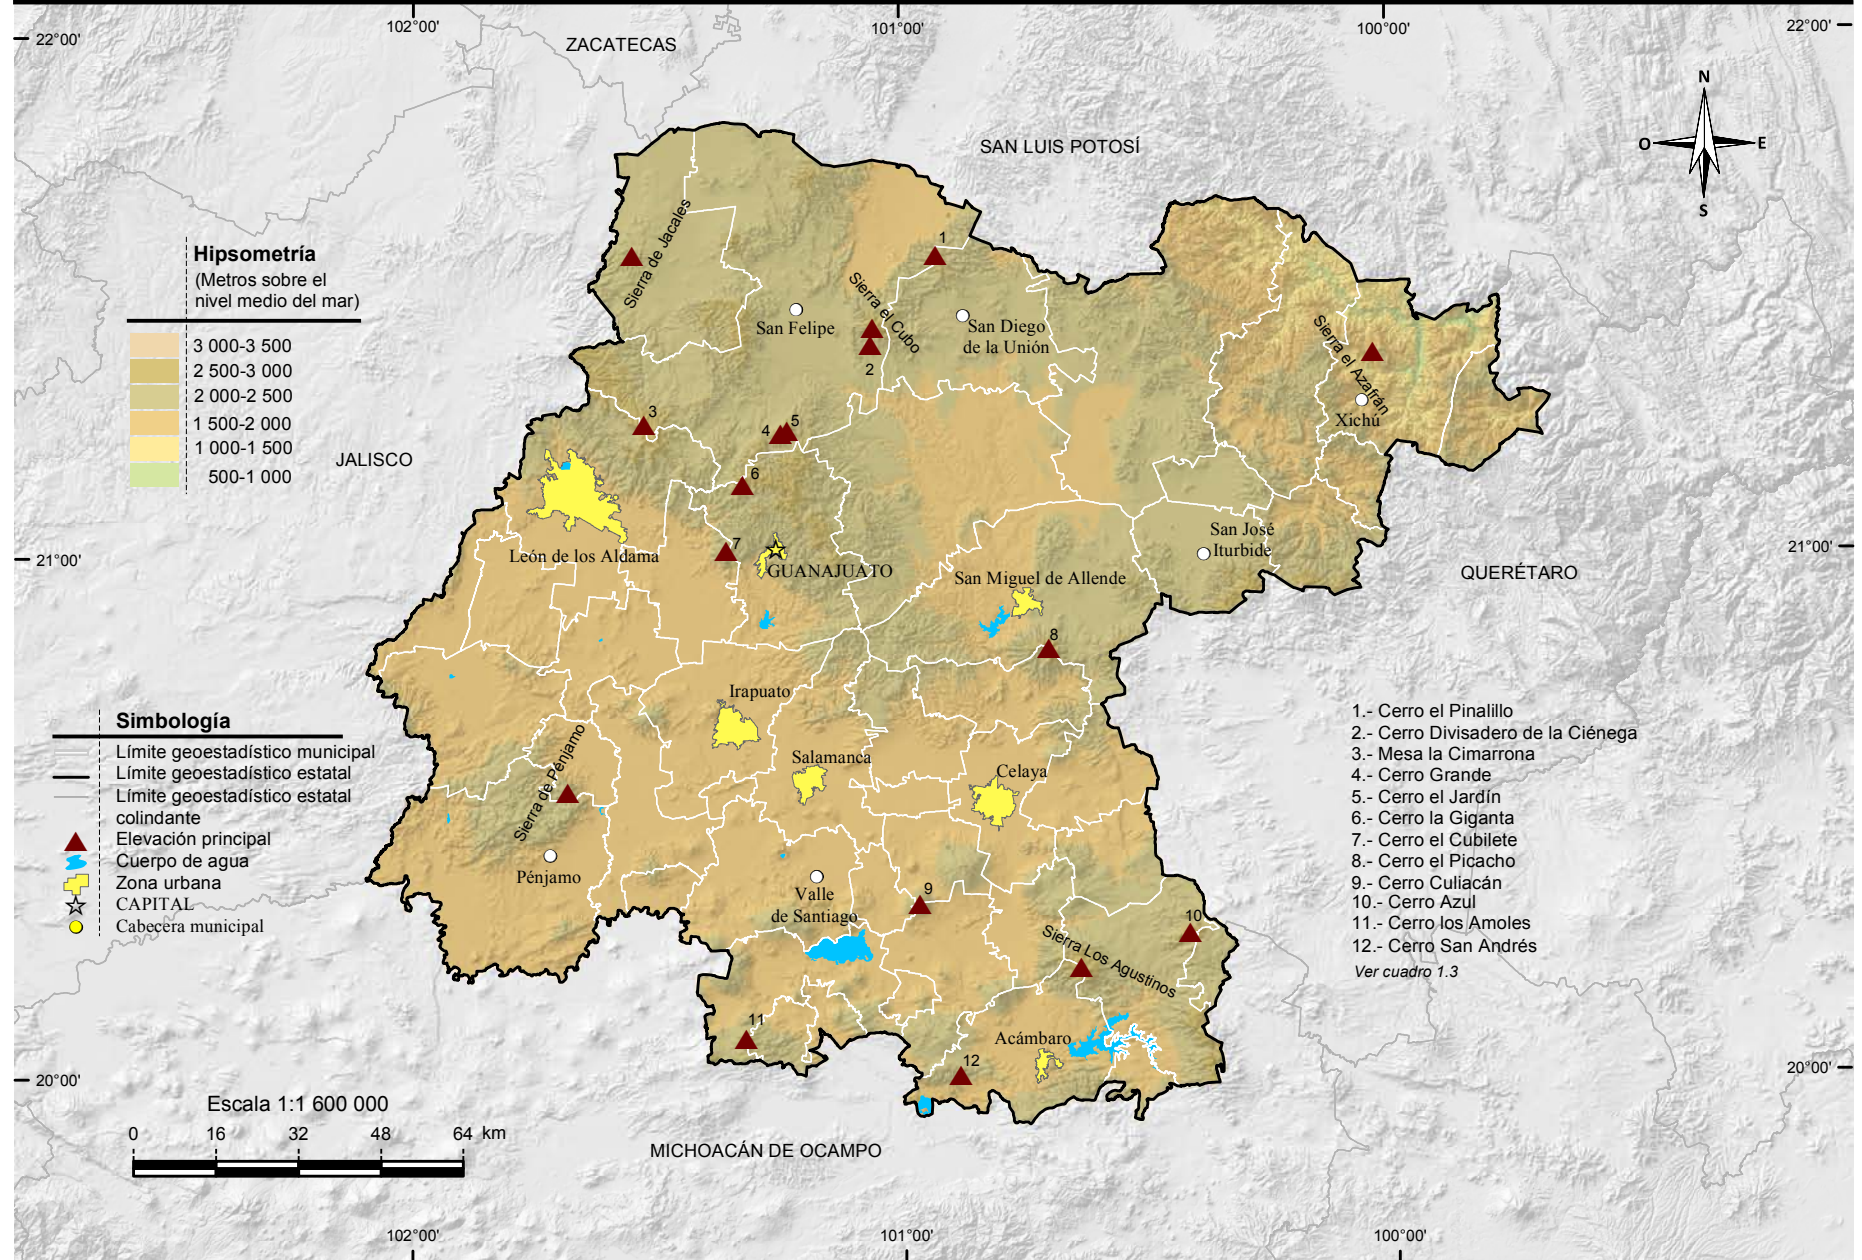 102°00'
101°00'
100°00'
22°00'
22°00'
ZACATECAS
SAN LUIS POTOSÍ
N
O
E
S
Hipsometría
(Metros sobre el
nivel medio del mar)
3 000-3 500
2 500-3 000
2 000-2 500
1 500-2 000
1 000-1 500
500-1 000
JALISCO
Sierra de Jacales
San Felipe
Sierra el Cubo
1
2
San Diego
de la Unión
Sierra el Azafrán
Xichú
3
4
5
6
7
León de los Aldama
GUANAJUATO
San José
Iturbide
San Miguel de Allende
8
21°00'
21°00'
QUERÉTARO
Irapuato
Salamanca
Celaya
Sierra de Pénjamo
Pénjamo
Valle
de Santiago
9
10
Sierra Los Agustinos
11
12
Acámbaro
Simbología
Límite geoestadístico municipal
Límite geoestadístico estatal
Límite geoestadístico estatal
colindante
Elevación principal
Cuerpo de agua
Zona urbana
CAPITAL
Cabecera municipal
1.- Cerro el Pinalillo
2.- Cerro Divisadero de la Ciénega
3.- Mesa la Cimarrona
4.- Cerro Grande
5.- Cerro el Jardín
6.- Cerro la Giganta
7.- Cerro el Cubilete
8.- Cerro el Picacho
9.- Cerro Culiacán
10.- Cerro Azul
11.- Cerro los Amoles
12.- Cerro San Andrés
Ver cuadro 1.3
20°00'
20°00'
Escala 1:1 600 000
0 16 32 48 64 km
MICHOACÁN DE OCAMPO
102°00'
101°00'
100°00'